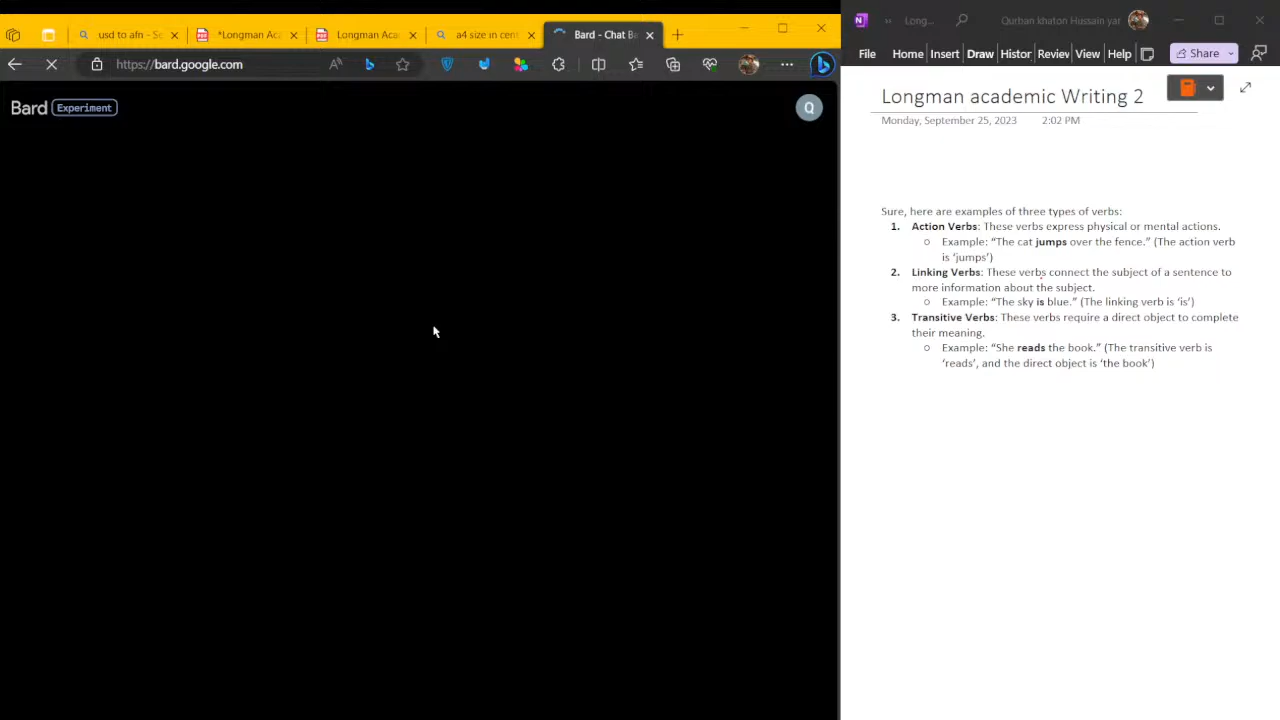 usd to afn - Sc
*Longman Aca
Longman Aca
a4 size in cent
Bard - Chat Ba
https://bard.google.com
Bard Experiment
Q
Long...
Qurban khaton Hussain yar
File Home Insert Draw Histor Review View Help Share
Longman academic Writing 2
Monday, September 25, 2023 2:02 PM
Sure, here are examples of three types of verbs:
1. Action Verbs: These verbs express physical or mental actions.
○ Example: “The cat jumps over the fence.” (The action verb
is ‘jumps’)
2. Linking Verbs: These verbs connect the subject of a sentence to
more information about the subject.
○ Example: “The sky is blue.” (The linking verb is ‘is’)
3. Transitive Verbs: These verbs require a direct object to complete
their meaning.
○ Example: “She reads the book.” (The transitive verb is
‘reads’, and the direct object is ‘the book’)